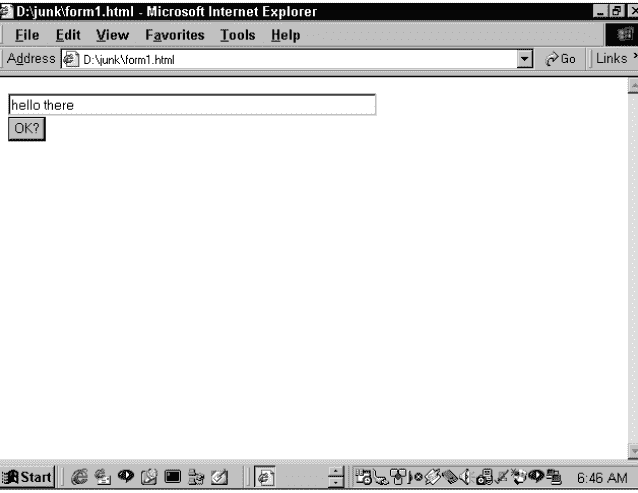 D:\junk\form1.html - Microsoft Internet Explorer
File Edit View Favorites Tools Help
Address D:\junk\form1.html Go Links
hello there
OK?
Start 6:46 AM